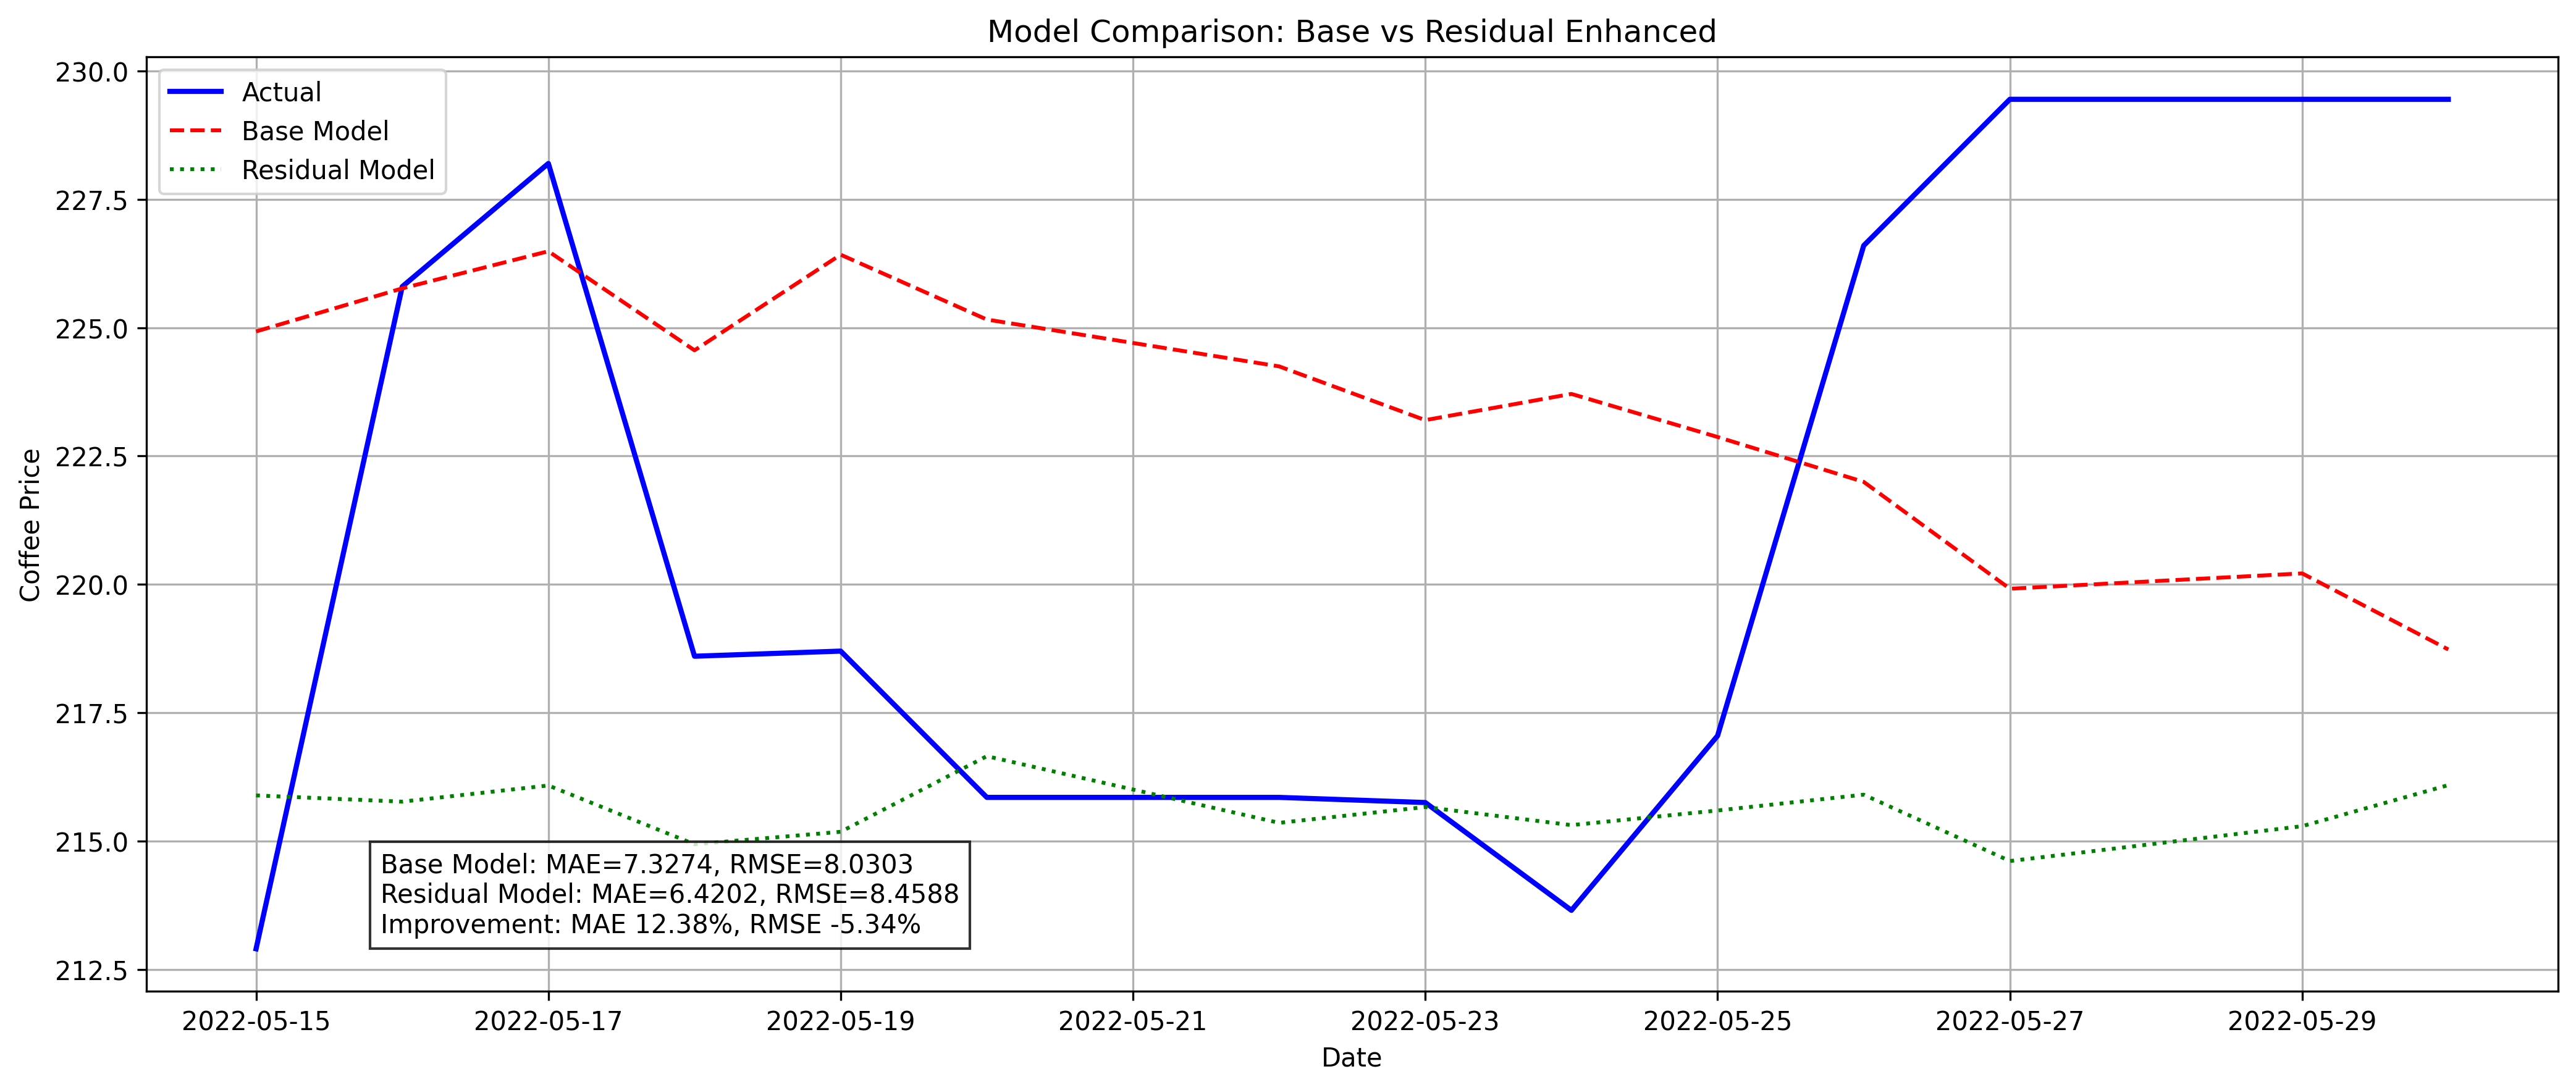 Model Comparison: Base vs Residual Enhanced
230.0
227.5
225.0
222.5
220.0
217.5
215.0
212.5
Coffee Price
Actual
Base Model
Residual Model
Base Model: MAE=7.3274, RMSE=8.0303
Residual Model: MAE=6.4202, RMSE=8.4588
Improvement: MAE 12.38%, RMSE -5.34%
2022-05-15 2022-05-17 2022-05-19 2022-05-21 2022-05-23 2022-05-25 2022-05-27 2022-05-29
Date